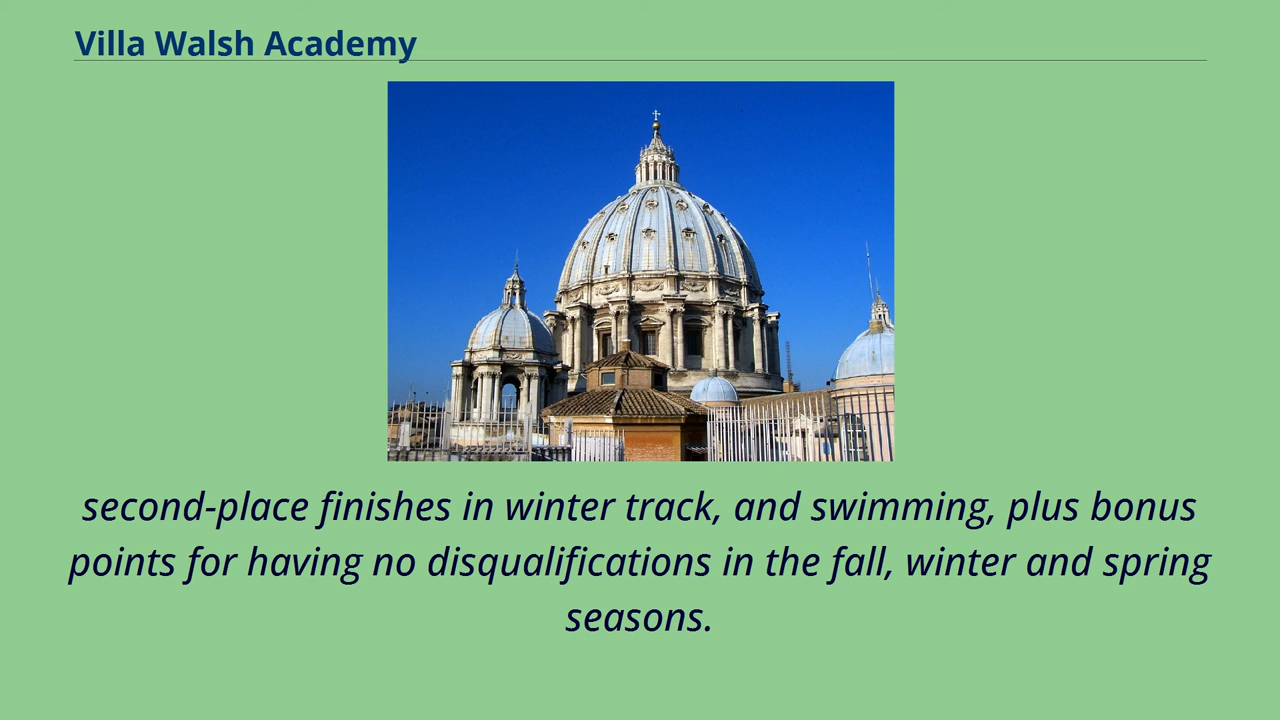 Villa Walsh Academy
second-place finishes in winter track, and swimming, plus bonus
points for having no disqualifications in the fall, winter and spring
seasons.